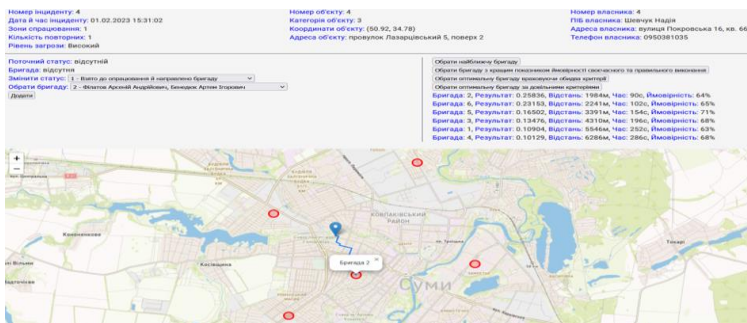 Номер інциденту: 4
Дата й час інциденту: 01.02.2023 15:31:02
Зони опрацювання: 1
Кількість повторних: 1
Рівень загрози: Високий
Номер об'єкту: 4
Категорія об'єкту: 3
Координати об'єкту: (50.92, 34.78)
Адреса об'єкту: провулок Лазарівський 5, поверх 2
Номер власника: 4
ПІБ власника: Шевчук Надія
Адреса власника: вулиця Покровська 16, кв. 66
Телефон власника: 0950381035
Поточний статус: відсутній
Бригада: відсутня
Змінити статус: 1 - Взято до опрацювання й направлено бригаду
Обрати бригаду: 2 - Філатов Арсеній Андрійович, Бенедюк Артем Ігорович
Додати
Обрати найближчу бригаду
Обрати бригаду з кращим показником ймовірності своєчасного та правильного виконання
Обрати оптимальну бригаду враховуючи обидва критерії
Обрати оптимальну бригаду за довільними критеріями
Бригада: 2, Результат: 0.25836, Відстань: 1984м, Час: 90с, Ймовірність: 64%
Бригада: 6, Результат: 0.23153, Відстань: 2241м, Час: 102с, Ймовірність: 65%
Бригада: 5, Результат: 0.16502, Відстань: 3391м, Час: 154с, Ймовірність: 71%
Бригада: 3, Результат: 0.13476, Відстань: 4310м, Час: 196с, Ймовірність: 68%
Бригада: 1, Результат: 0.10904, Відстань: 5546м, Час: 252с, Ймовірність: 63%
Бригада: 4, Результат: 0.10129, Відстань: 6286м, Час: 286с, Ймовірність: 68%
+
−
КОВПАКІВСЬКИЙ
РАЙОН
Токарі
Косівщина
Бригада 2
×
Суми